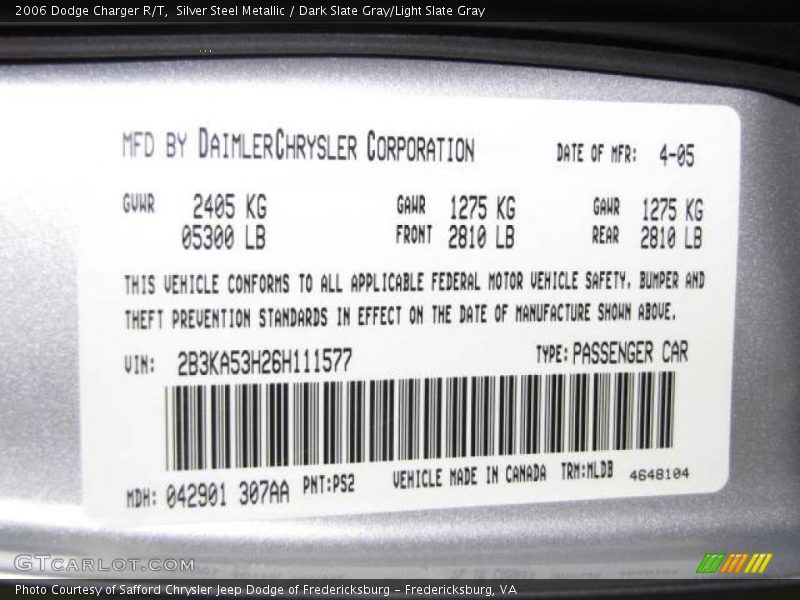 2006 Dodge Charger R/T, Silver Steel Metallic / Dark Slate Gray/Light Slate Gray
MFD BY DAIMLERCHRYSLER CORPORATION DATE OF MFR: 4-05
GVWR 2405 KG GAWR 1275 KG GAWR 1275 KG
05300 LB FRONT 2810 LB REAR 2810 LB
THIS VEHICLE CONFORMS TO ALL APPLICABLE FEDERAL MOTOR VEHICLE SAFETY, BUMPER AND
THEFT PREVENTION STANDARDS IN EFFECT ON THE DATE OF MANUFACTURE SHOWN ABOVE.
VIN: 2B3KA53H26H111577 TYPE: PASSENGER CAR
MDH: 042901 307AA PNT:PS2 VEHICLE MADE IN CANADA TRM:MLDB 4648104
GTCARLOT.COM
Photo Courtesy of Safford Chrysler Jeep Dodge of Fredericksburg - Fredericksburg, VA